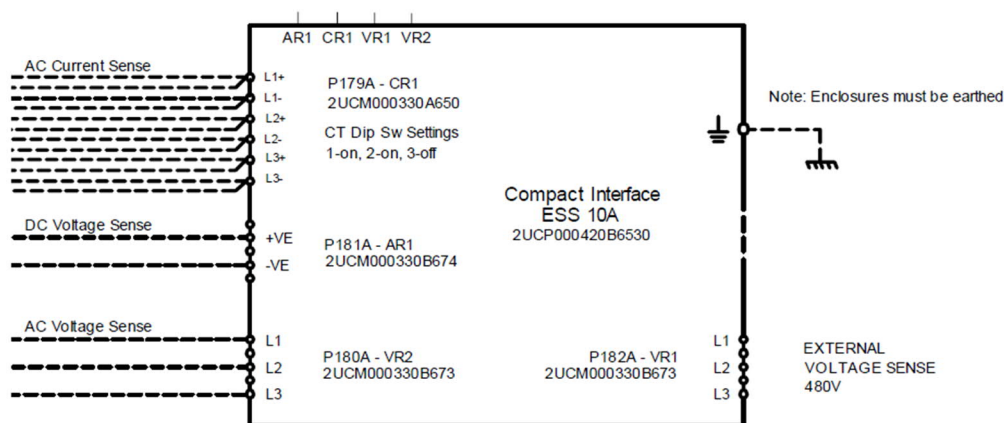 AR1 CR1 VR1 VR2
AC Current Sense
L1+
L1-
L2+
L2-
L3+
L3-
P179A - CR1
2UCM000330A650
CT Dip Sw Settings
1-on, 2-on, 3-off
Note: Enclosures must be earthed
Compact Interface
ESS 10A
2UCP000420B6530
DC Voltage Sense
+VE
-VE
P181A - AR1
2UCM000330B674
AC Voltage Sense
L1
L2
L3
P180A - VR2
2UCM000330B673
P182A - VR1
2UCM000330B673
L1
L2
L3
EXTERNAL
VOLTAGE SENSE
480V